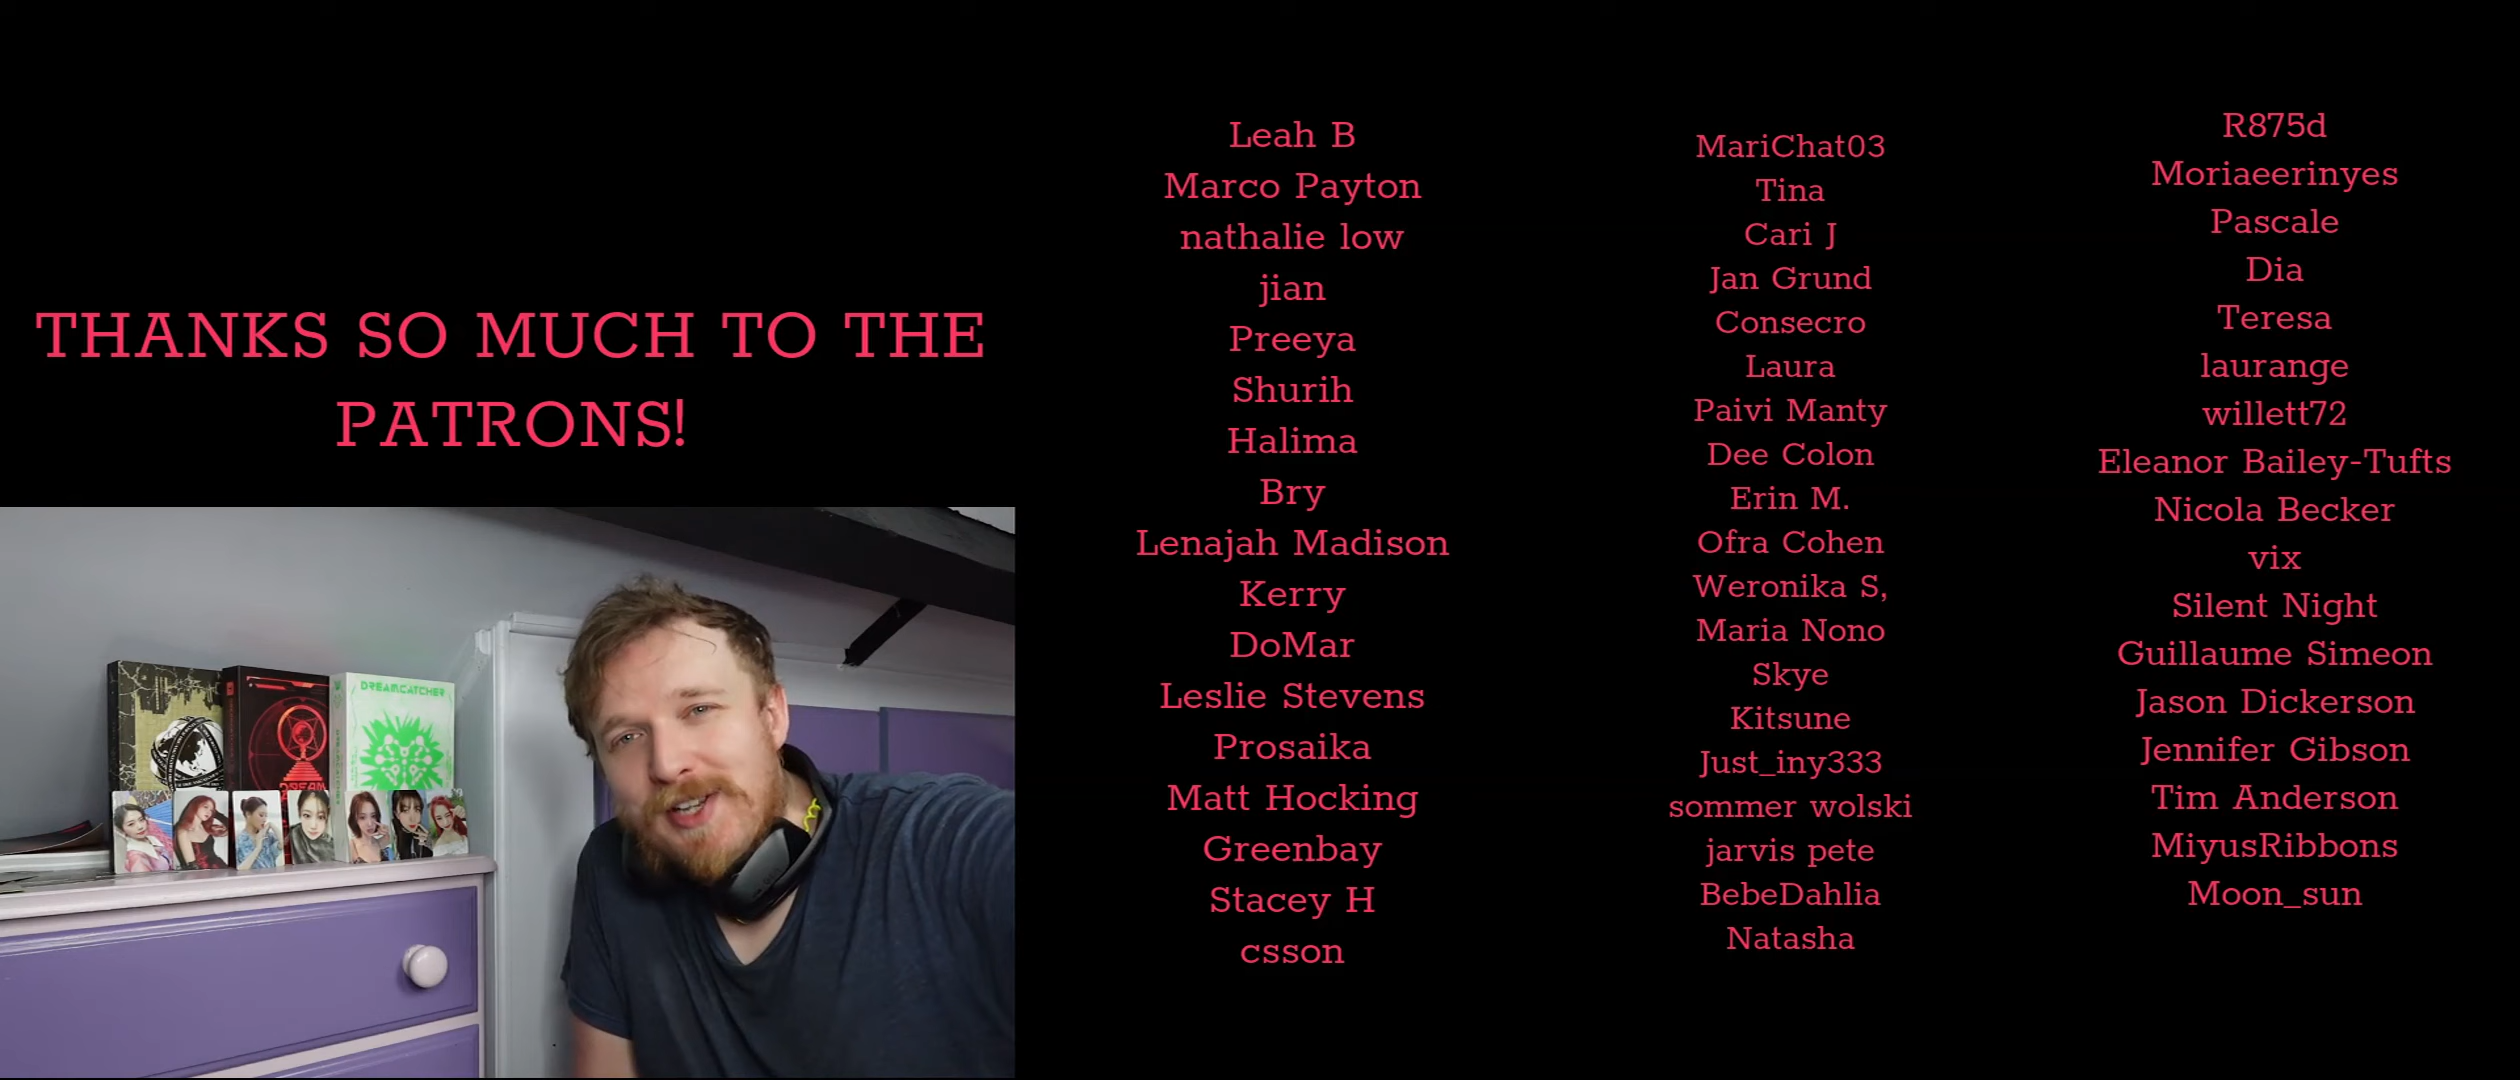 THANKS SO MUCH TO THE
PATRONS!
DREAMCATCHER
DREAM
Leah B
Marco Payton
nathalie low
jian
Preeya
Shurih
Halima
Bry
Lenajah Madison
Kerry
DoMar
Leslie Stevens
Prosaika
Matt Hocking
Greenbay
Stacey H
csson
MariChat03
Tina
Cari J
Jan Grund
Consecro
Laura
Paivi Manty
Dee Colon
Erin M.
Ofra Cohen
Weronika S,
Maria Nono
Skye
Kitsune
Just_iny333
sommer wolski
jarvis pete
BebeDahlia
Natasha
R875d
Moriaeerinyes
Pascale
Dia
Teresa
laurange
willett72
Eleanor Bailey-Tufts
Nicola Becker
vix
Silent Night
Guillaume Simeon
Jason Dickerson
Jennifer Gibson
Tim Anderson
MiyusRibbons
Moon_sun